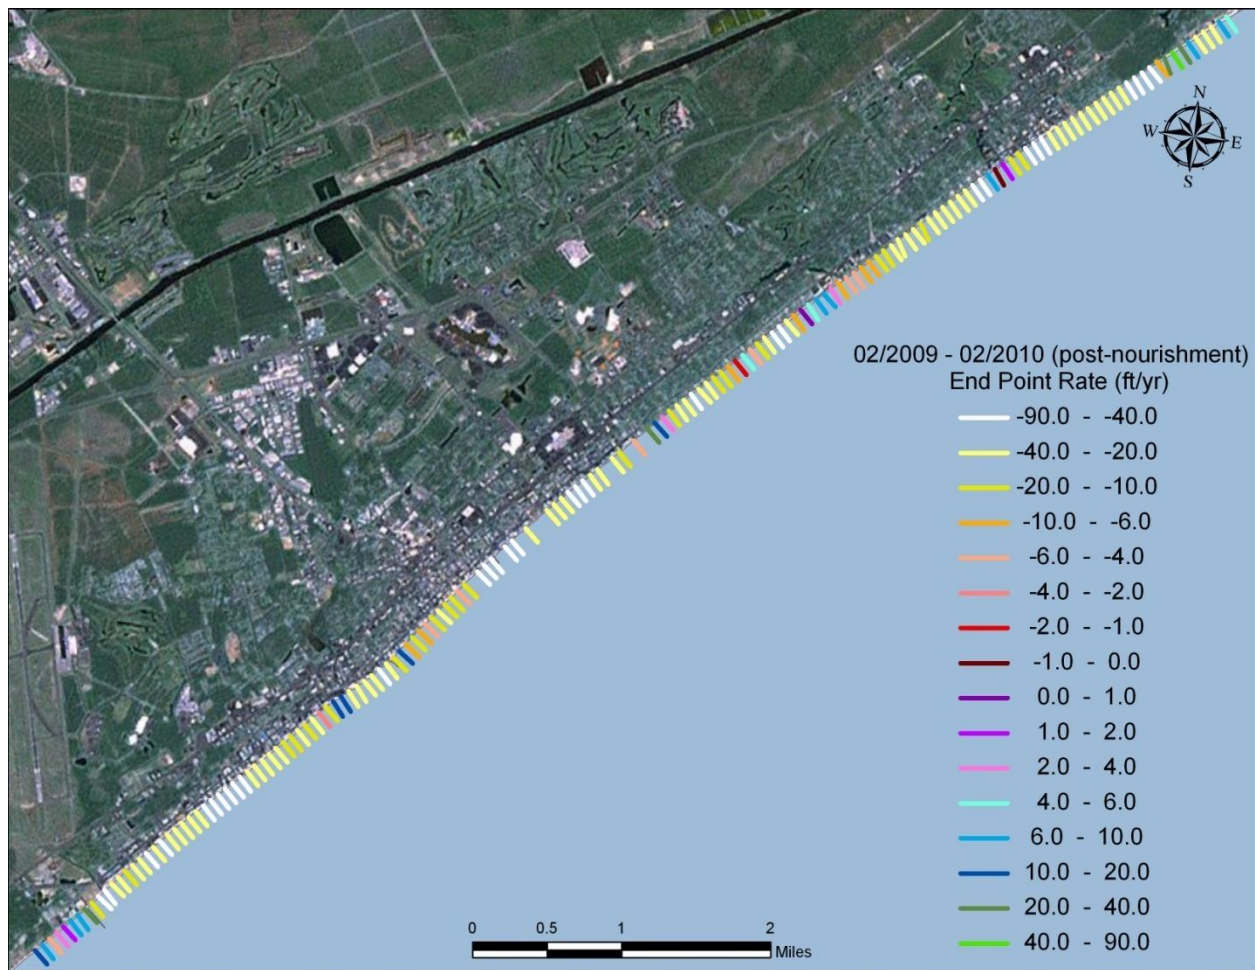 N
W E
S
02/2009 - 02/2010 (post-nourishment)
End Point Rate (ft/yr)
-90.0 - -40.0
-40.0 - -20.0
-20.0 - -10.0
-10.0 - -6.0
-6.0 - -4.0
-4.0 - -2.0
-2.0 - -1.0
-1.0 - 0.0
0.0 - 1.0
1.0 - 2.0
2.0 - 4.0
4.0 - 6.0
6.0 - 10.0
10.0 - 20.0
20.0 - 40.0
40.0 - 90.0
0 0.5 1 2
Miles